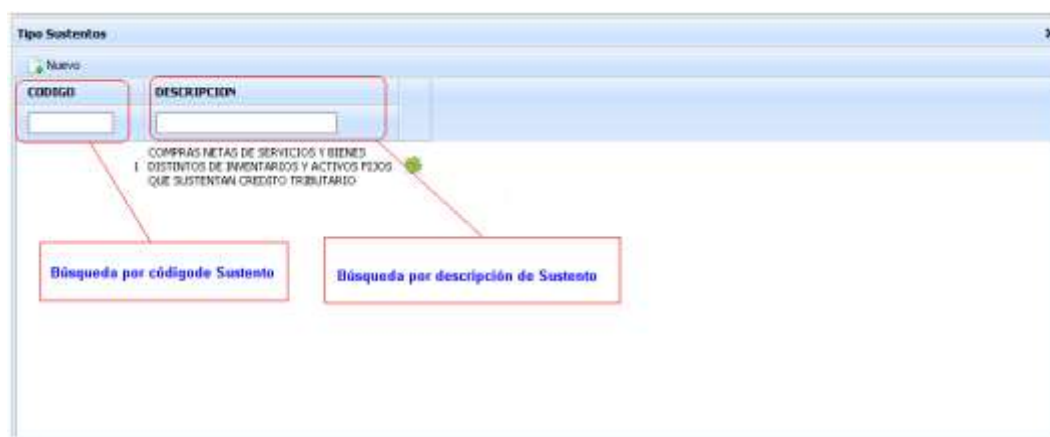 Tipo Sustentos
Nuevo
CODIGO DESCRIPCION
COMPRAS NETAS DE SERVICIOS Y BIENES
1 DISTINTOS DE INVENTARIOS Y ACTIVOS FIJOS
QUE SUSTENTAN CREDITO TRIBUTARIO
Búsqueda por códigode Sustento
Búsqueda por descripción de Sustento